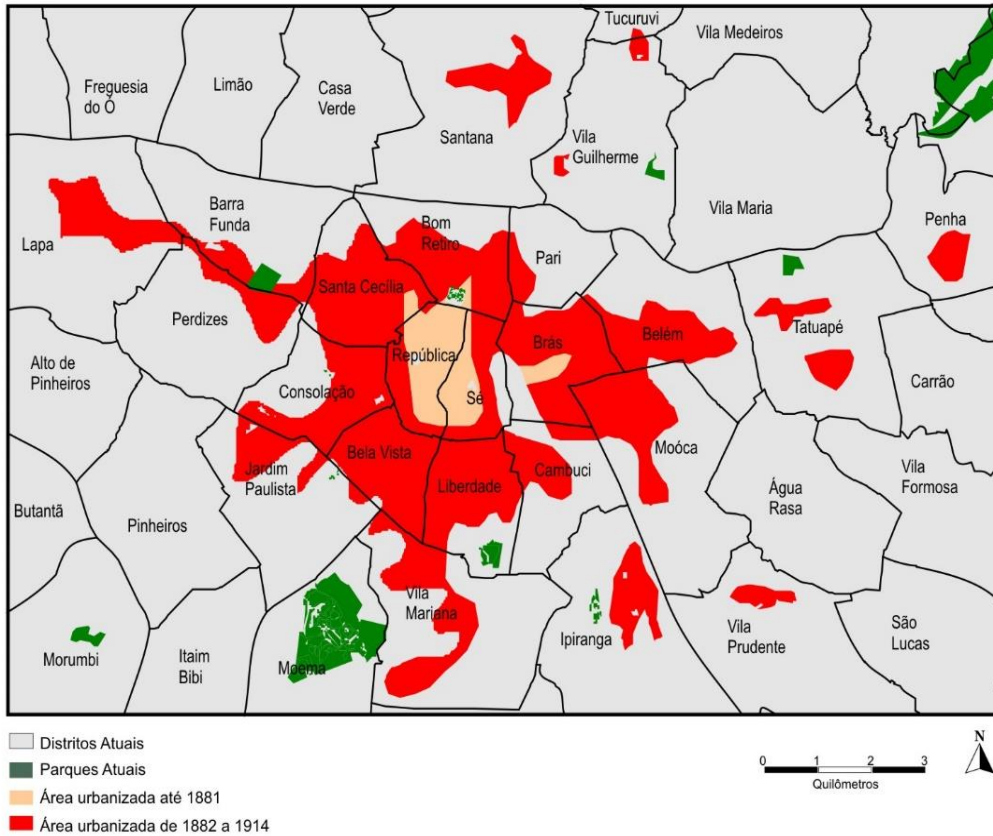 Tucuruvi
Vila Medeiros
Freguesia
do Ó
Limão
Casa
Verde
Santana
Vila
Guilherme
Vila Maria
Penha
Lapa
Barra
Funda
Bom
Retiro
Pari
Santa Cecília
Perdizes
República
Brás
Belém
Tatuapé
Alto de
Pinheiros
Consolação
Sé
Carrão
Jardim
Paulista
Bela Vista
Liberdade
Cambuci
Moóca
Água
Rasa
Vila
Formosa
Butantã
Pinheiros
Morumbi
Itaim
Bibi
Moema
Vila
Mariana
Ipiranga
Vila
Prudente
São
Lucas
Distritos Atuais
Parques Atuais
Área urbanizada até 1881
Área urbanizada de 1882 a 1914
0 1 2 3
Quilômetros
N